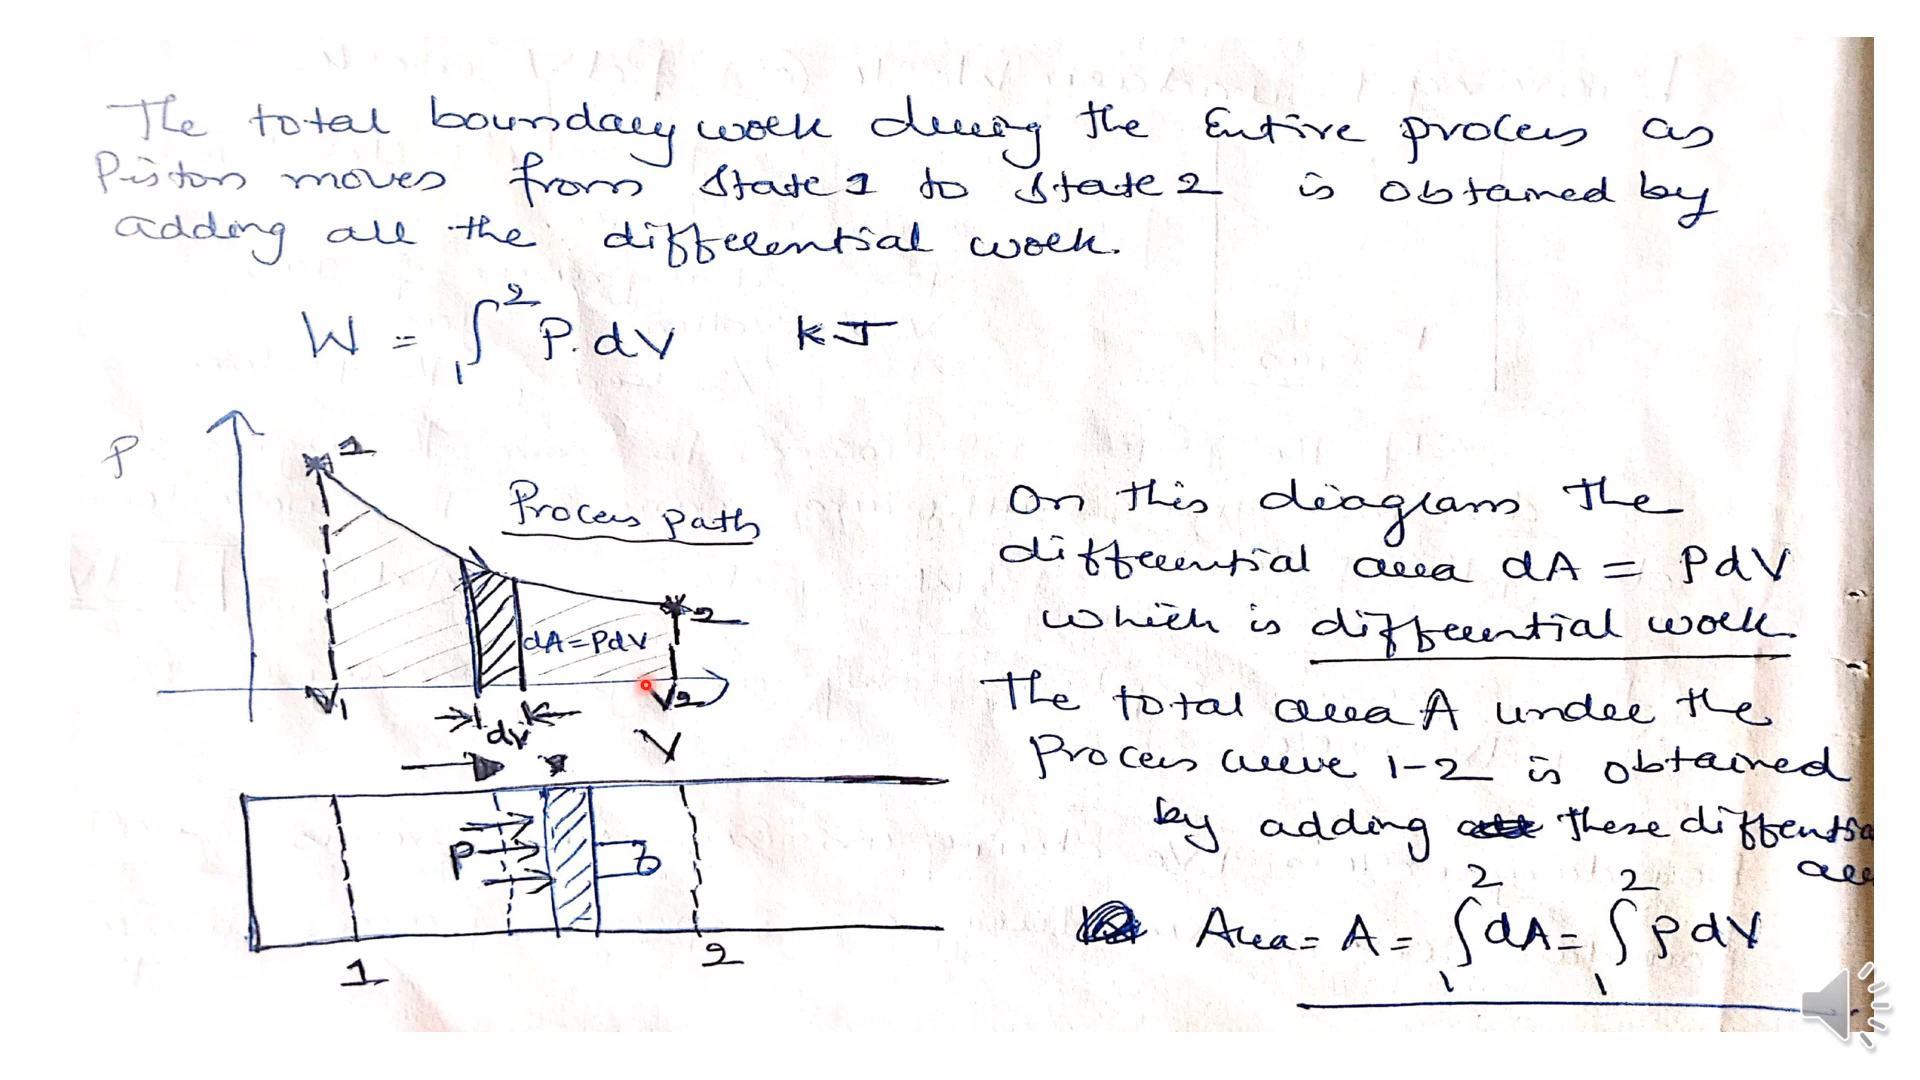 The total boundary work during the Entire process as
Piston moves from State 1 to State 2 is obtained by
adding all the differential work.
W = ∫₁² P.dV kJ
P
1
Process path
2
dA = PdV
V1
V2
dv
V
P
1
2
On this diagram the
differential area dA = PdV
which is differential work.
The total area A under the
Process curve 1-2 is obtained
by adding these differentia
are
Area = A = ∫₁² dA = ∫₁² PdV